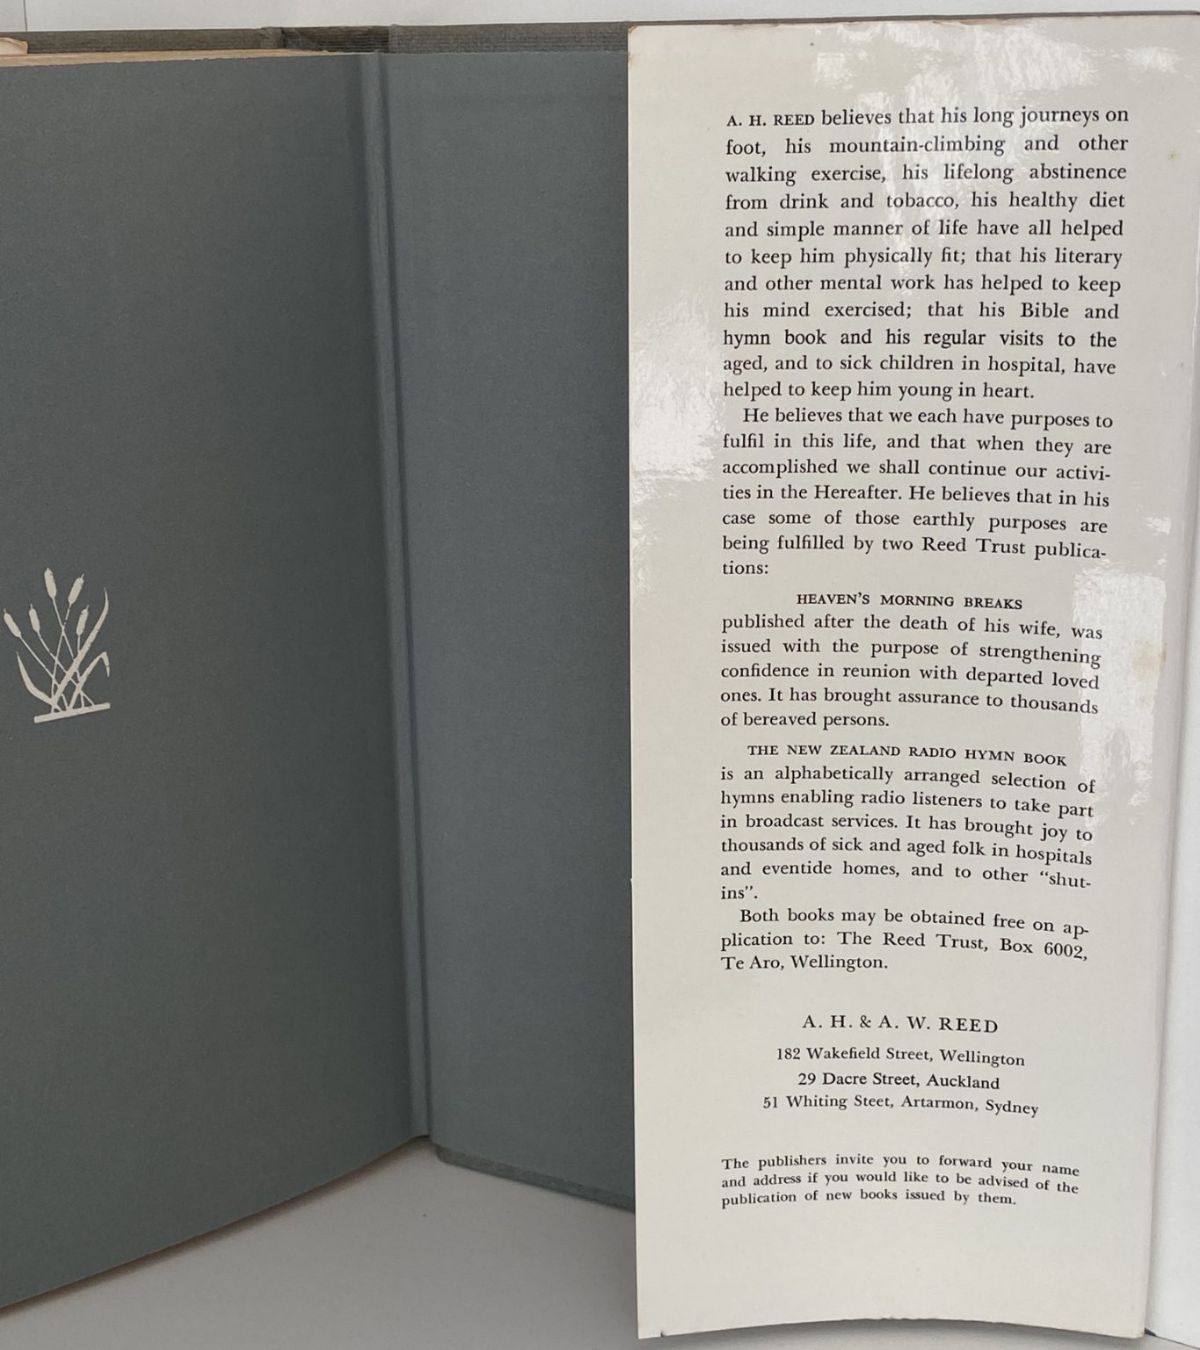 A. H. REED believes that his long journeys on
foot, his mountain-climbing and other
walking exercise, his lifelong abstinence
from drink and tobacco, his healthy diet
and simple manner of life have all helped
to keep him physically fit; that his literary
and other mental work has helped to keep
his mind exercised; that his Bible and
hymn book and his regular visits to the
aged, and to sick children in hospital, have
helped to keep him young in heart.
He believes that we each have purposes to
fulfil in this life, and that when they are
accomplished we shall continue our activi-
ties in the Hereafter. He believes that in his
case some of those earthly purposes are
being fulfilled by two Reed Trust publica-
tions:
HEAVEN'S MORNING BREAKS
published after the death of his wife, was
issued with the purpose of strengthening
confidence in reunion with departed loved
ones. It has brought assurance to thousands
of bereaved persons.
THE NEW ZEALAND RADIO HYMN BOOK
is an alphabetically arranged selection of
hymns enabling radio listeners to take part
in broadcast services. It has brought joy to
thousands of sick and aged folk in hospitals
and eventide homes, and to other "shut-
ins".
Both books may be obtained free on ap-
plication to: The Reed Trust, Box 6002,
Te Aro, Wellington.
A. H. & A. W. REED
182 Wakefield Street, Wellington
29 Dacre Street, Auckland
51 Whiting Steet, Artarmon, Sydney
The publishers invite you to forward your name
and address if you would like to be advised of the
publication of new books issued by them.